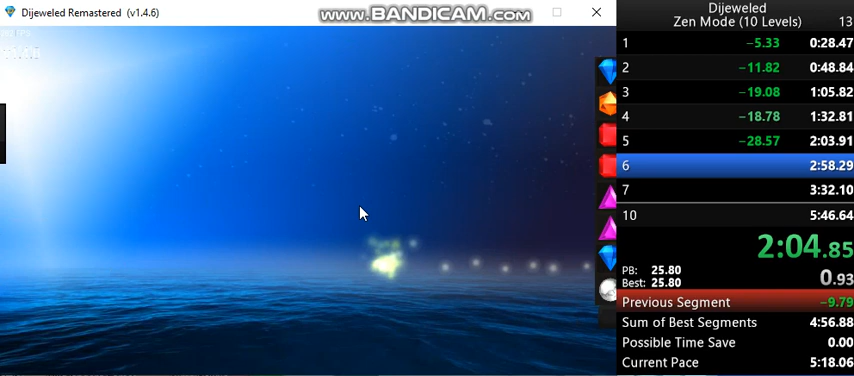 Dijeweled Remastered (v1.4.6)
www.BANDICAM.com
Dijeweled
Zen Mode (10 Levels) 13
1 −5.33 0:28.47
2 −11.82 0:48.84
3 −19.08 1:05.82
4 −18.78 1:32.81
5 −28.57 2:03.91
6 2:58.29
7 3:32.10
10 5:46.64
2:04.85
PB: 25.80
Best: 25.80
0.93
Previous Segment −9.79
Sum of Best Segments 4:56.88
Possible Time Save 0.00
Current Pace 5:18.06